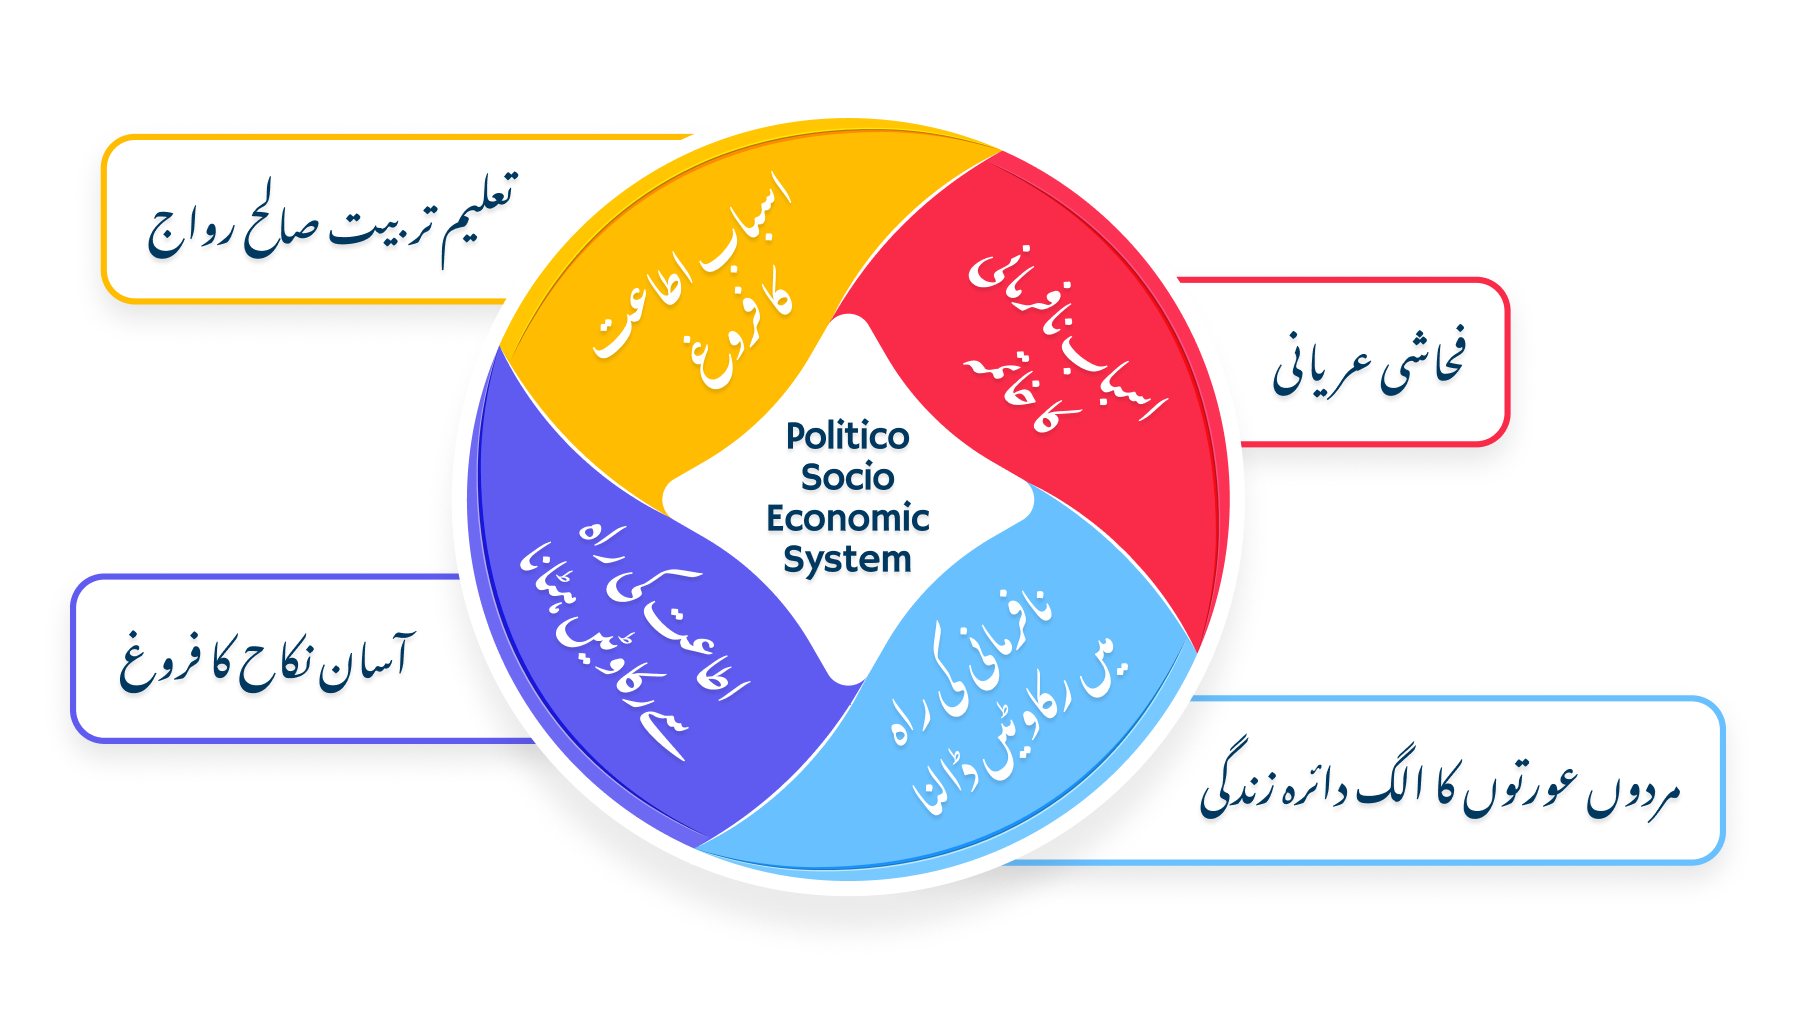 تعلیم تربیت صالح رواج
اسباب اطاعت
کا فروغ
اسباب نافرمانی
کا خاتمہ
فحاشی عریانی
Politico
Socio
Economic
System
آسان نکاح کا فروغ
اطاعت کی راہ
سے رکاوٹیں ہٹانا
نافرمانی کی راہ
میں رکاوٹیں ڈالنا
مردوں عورتوں کا الگ دائرہ زندگی